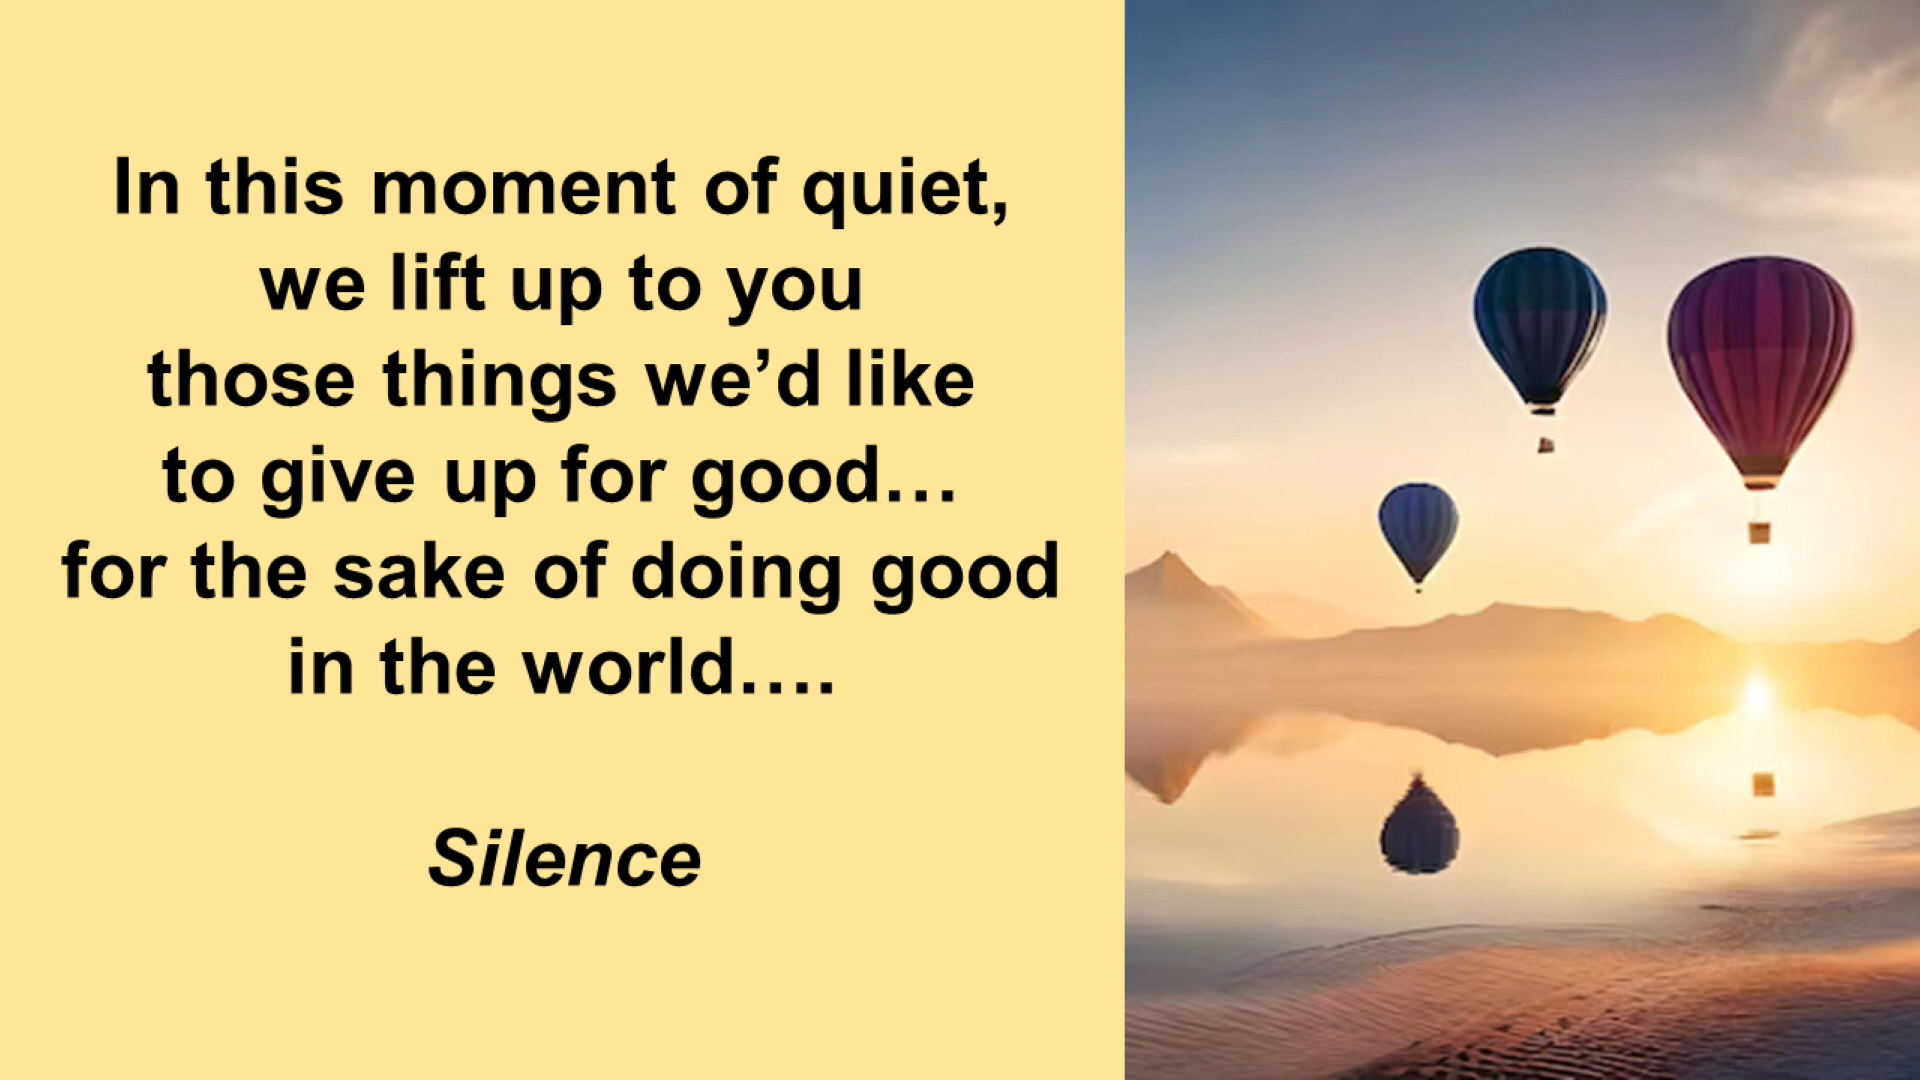 In this moment of quiet,
we lift up to you
those things we’d like
to give up for good…
for the sake of doing good
in the world….
Silence